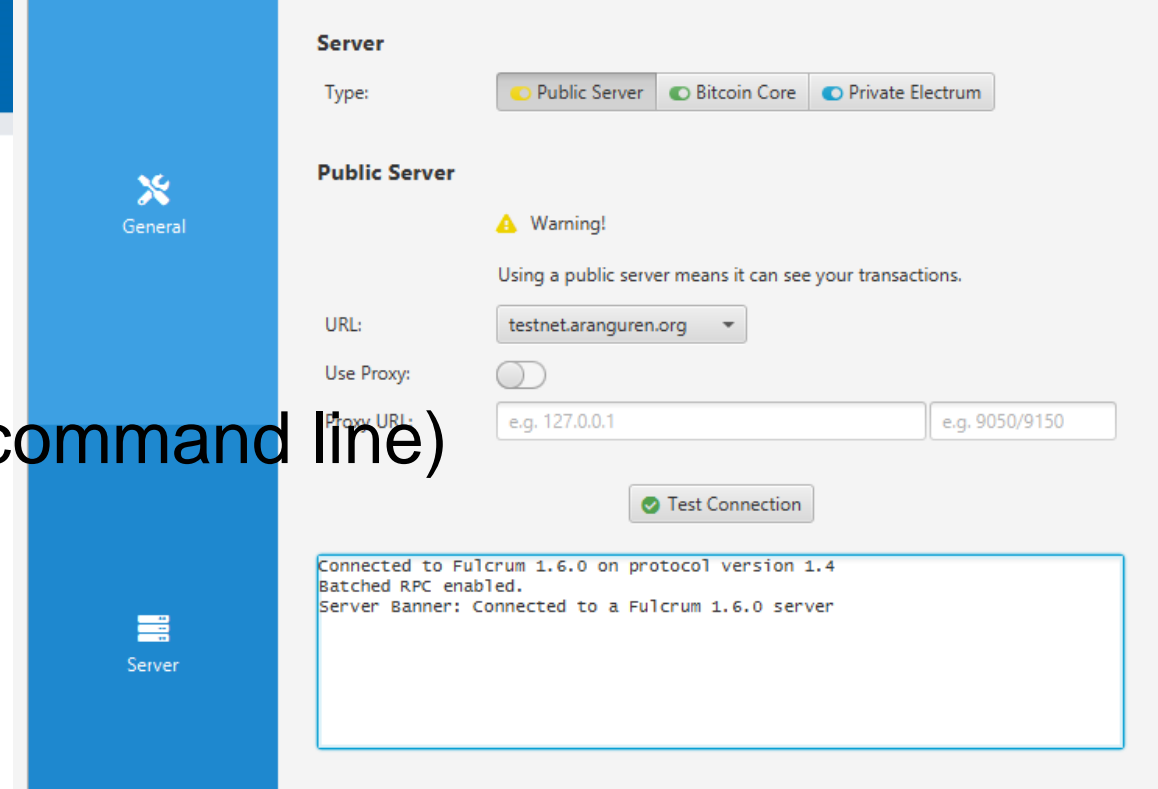 Server
Type: Public Server Bitcoin Core Private Electrum
Public Server
General
Warning!
Using a public server means it can see your transactions.
URL: testnet.aranguren.org
Use Proxy:
Proxy URL: e.g. 127.0.0.1 e.g. 9050/9150
command line)
Test Connection
Connected to Fulcrum 1.6.0 on protocol version 1.4
Batched RPC enabled.
Server Banner: Connected to a Fulcrum 1.6.0 server
Server